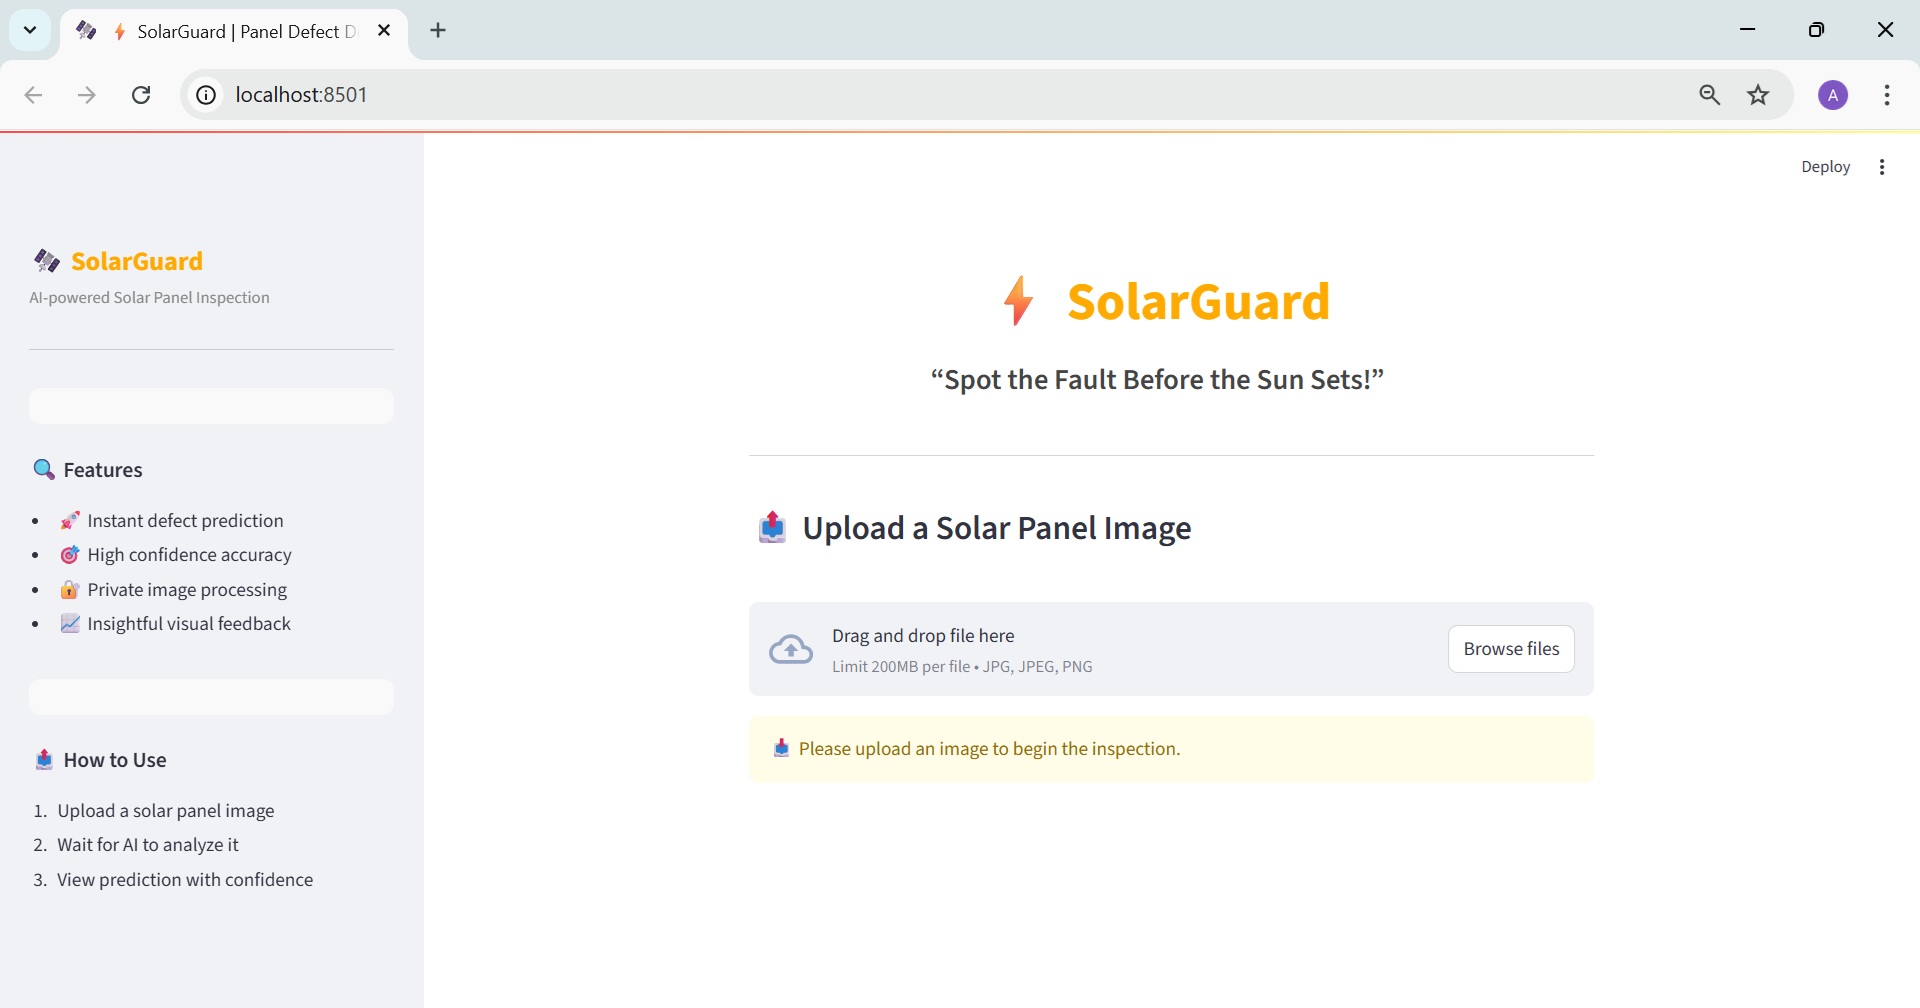 SolarGuard | Panel Defect D
localhost:8501
A
Deploy
SolarGuard
AI-powered Solar Panel Inspection
Features
• Instant defect prediction
• High confidence accuracy
• Private image processing
• Insightful visual feedback
How to Use
1. Upload a solar panel image
2. Wait for AI to analyze it
3. View prediction with confidence
SolarGuard
“Spot the Fault Before the Sun Sets!”
Upload a Solar Panel Image
Drag and drop file here
Limit 200MB per file • JPG, JPEG, PNG
Browse files
Please upload an image to begin the inspection.